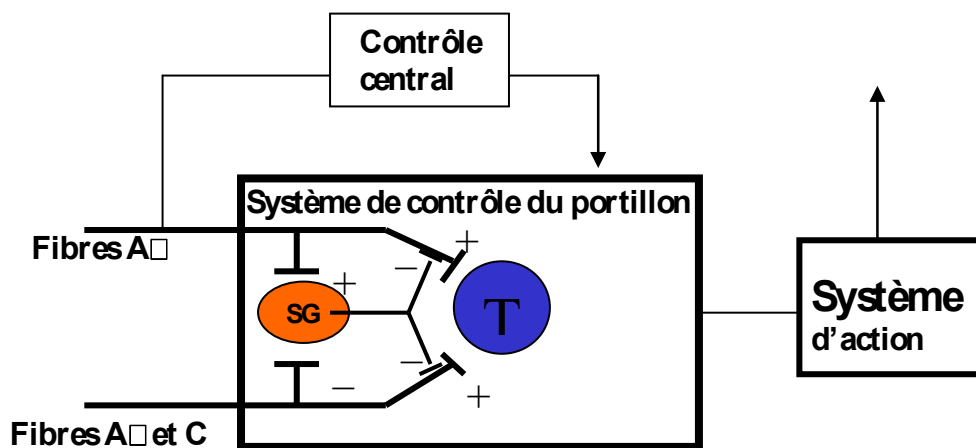 Contrôle
central
Système de contrôle du portillon
Fibres A□
+
−
+
SG
T
Système
d'action
−
−
+
Fibres A□ et C